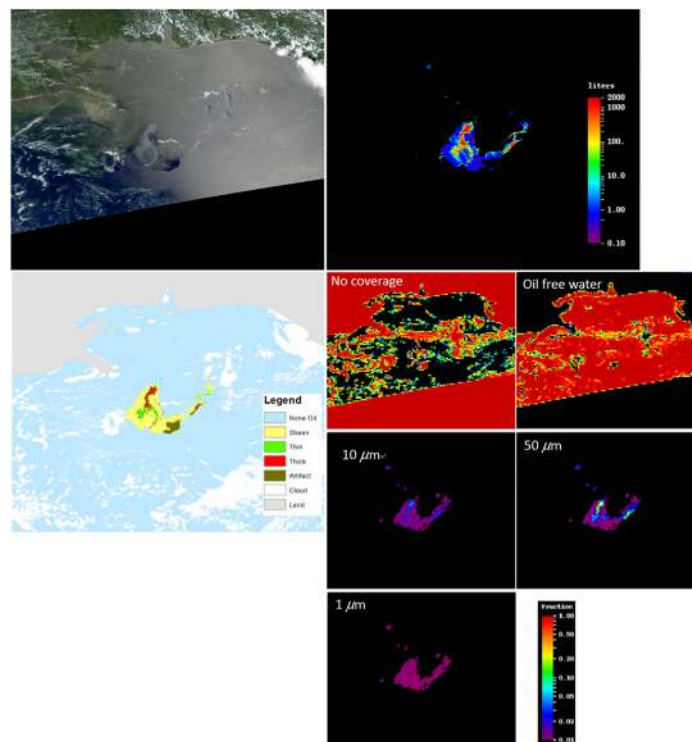 liters
2000
1000
100.
10.0
1.00
0.10
No coverage
Oil free water
Legend
None Oil
Sheen
Thin
Thick
Artifact
Cloud
Land
10 μm
50 μm
1 μm
Fraction
1.00
0.50
0.20
0.10
0.05
0.02
0.01